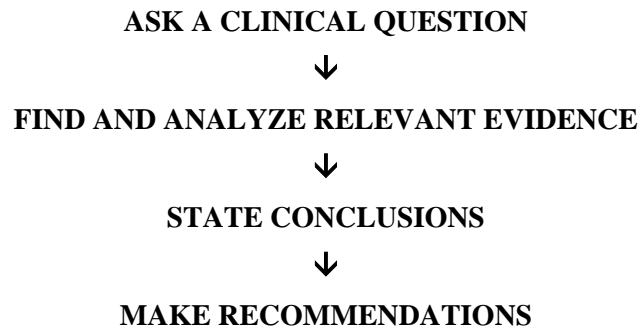 ASK A CLINICAL QUESTION
↓
FIND AND ANALYZE RELEVANT EVIDENCE
↓
STATE CONCLUSIONS
↓
MAKE RECOMMENDATIONS